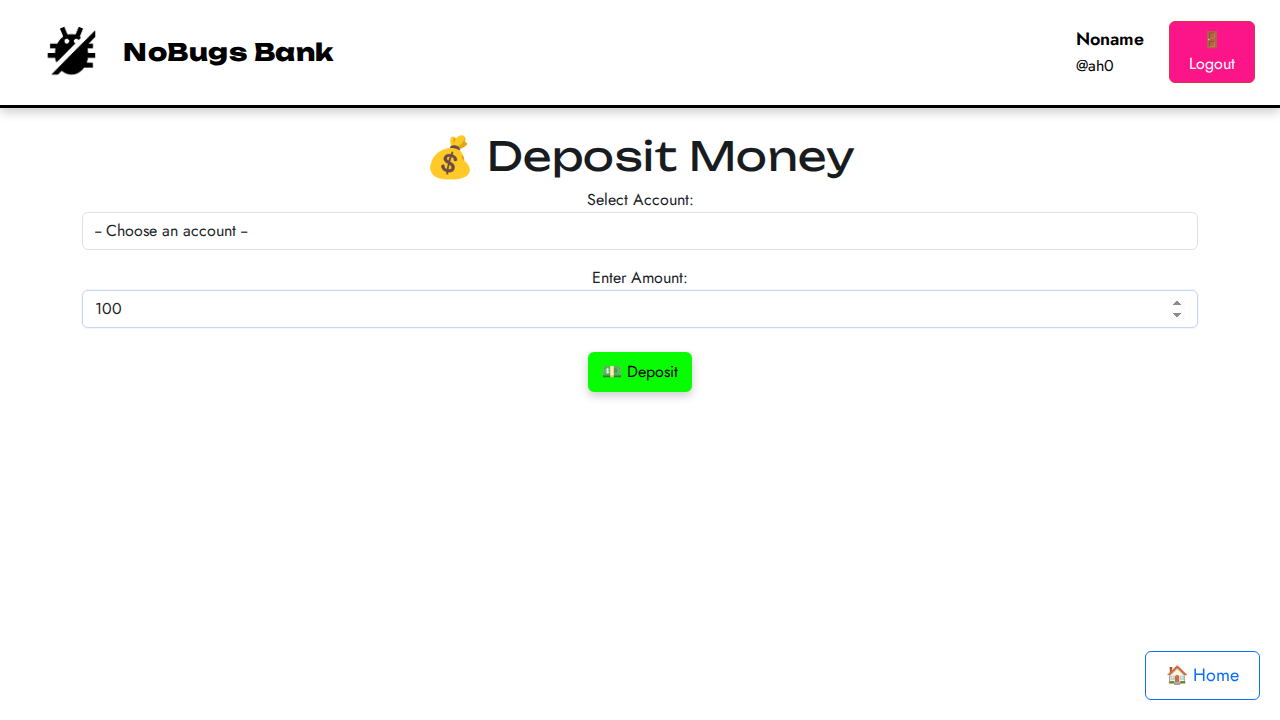 NoBugs Bank
Noname
@ah0
🚪
Logout
💰 Deposit Money
Select Account:
-- Choose an account --
Enter Amount:
100
💵 Deposit
🏠 Home